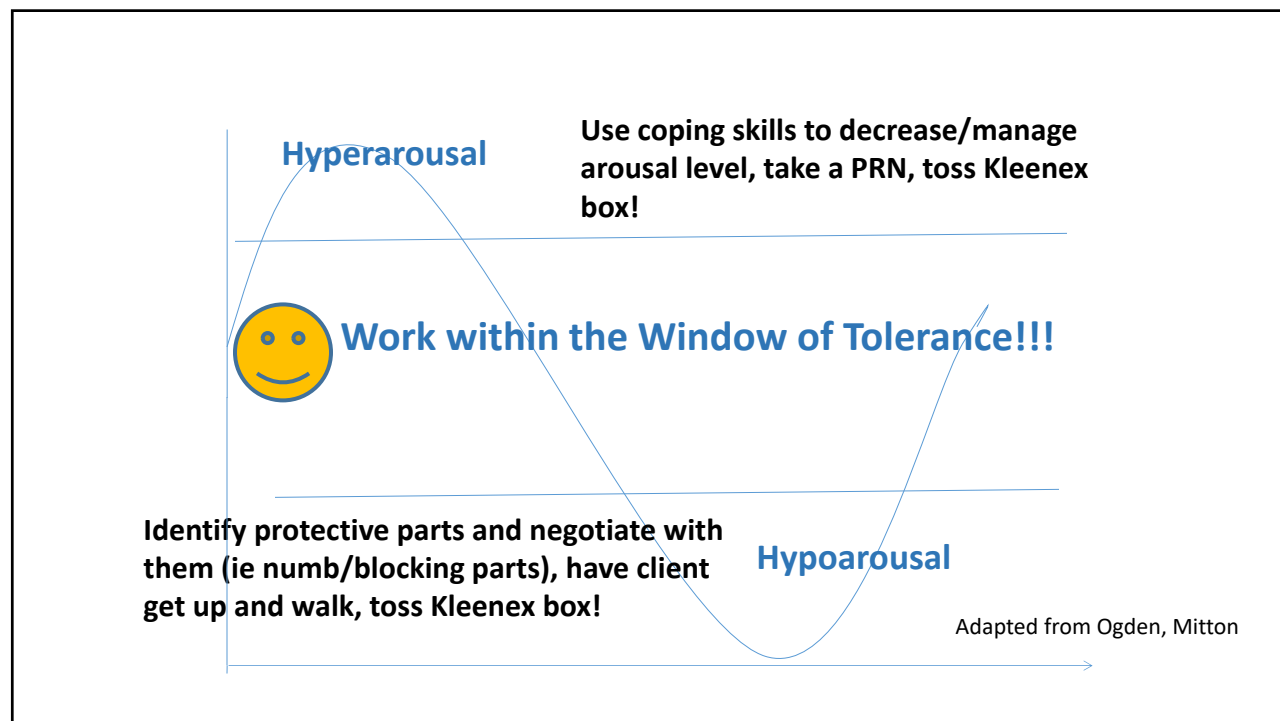 Hyperarousal
Use coping skills to decrease/manage
arousal level, take a PRN, toss Kleenex
box!
Work within the Window of Tolerance!!!
Identify protective parts and negotiate with
them (ie numb/blocking parts), have client
get up and walk, toss Kleenex box!
Hypoarousal
Adapted from Ogden, Mitton